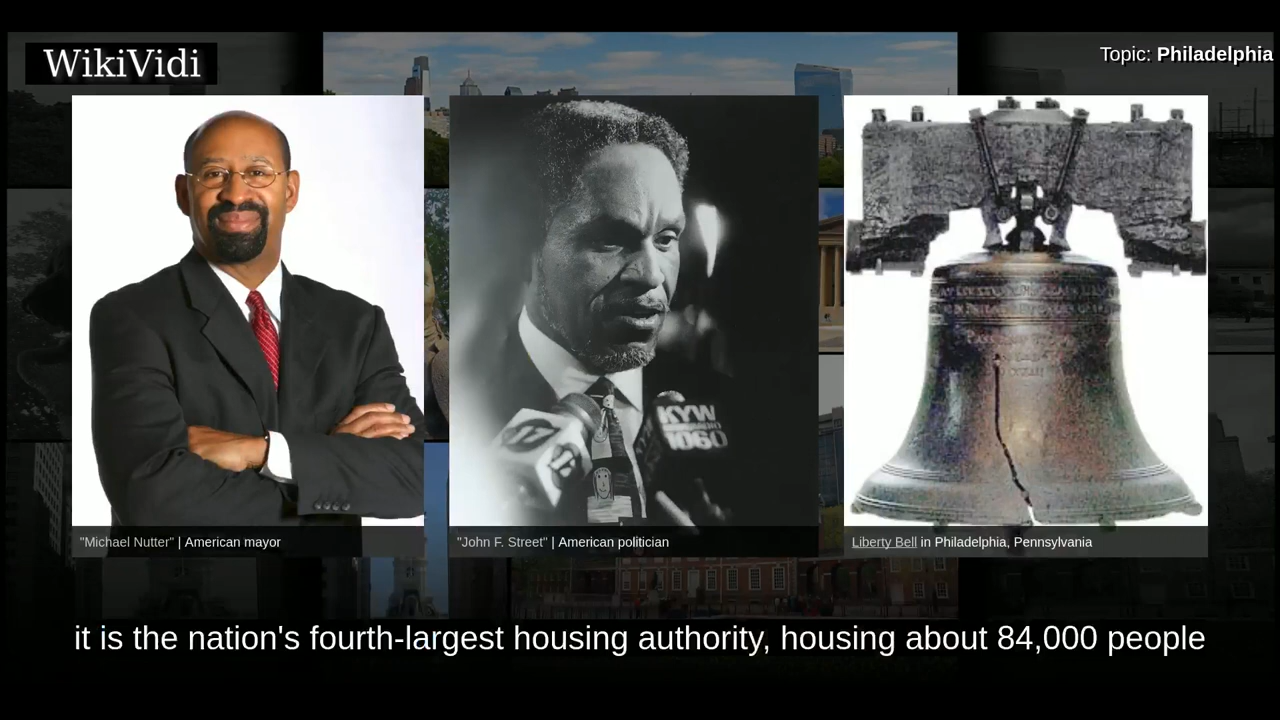 WikiVidi
Topic: Philadelphia
KYW
1060
"Michael Nutter" | American mayor
"John F. Street" | American politician
Liberty Bell in Philadelphia, Pennsylvania
it is the nation's fourth-largest housing authority, housing about 84,000 people